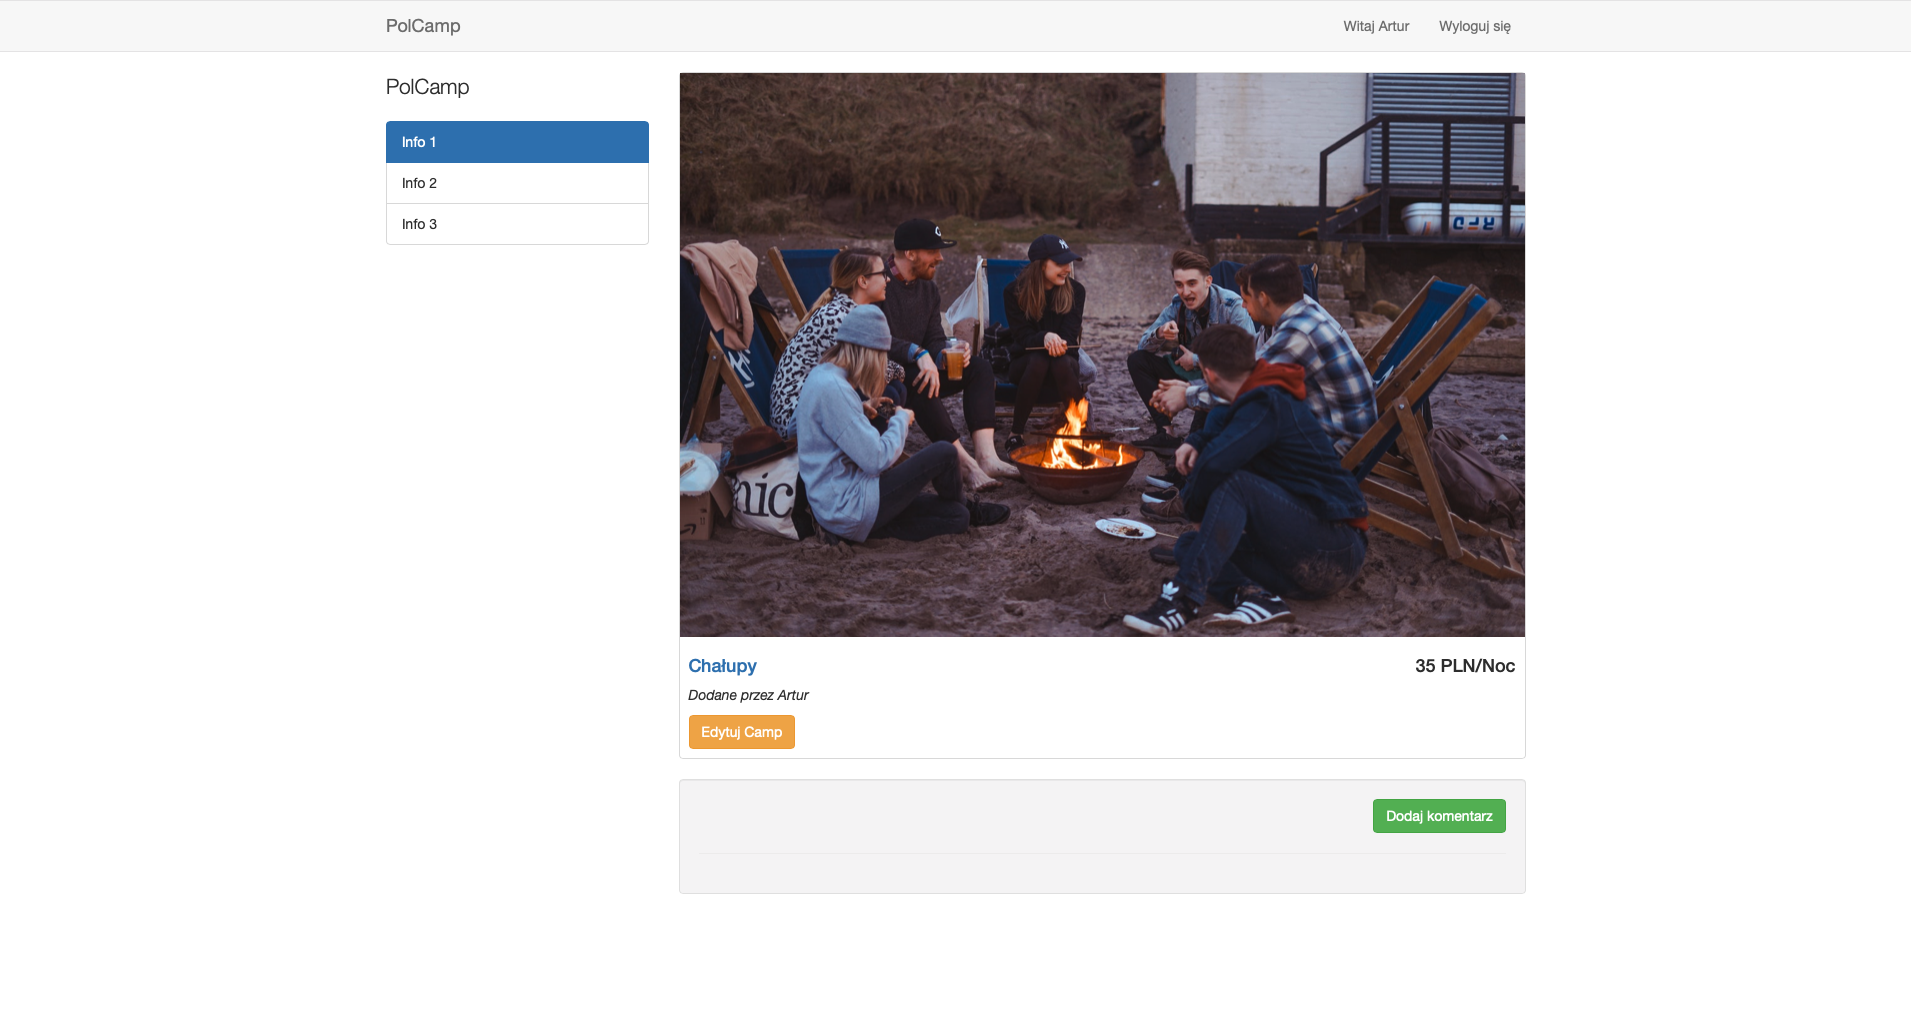 PolCamp
Witaj Artur Wyloguj się
PolCamp
Info 1
Info 2
Info 3
nic
Chałupy 35 PLN/Noc
Dodane przez Artur
Edytuj Camp
Dodaj komentarz